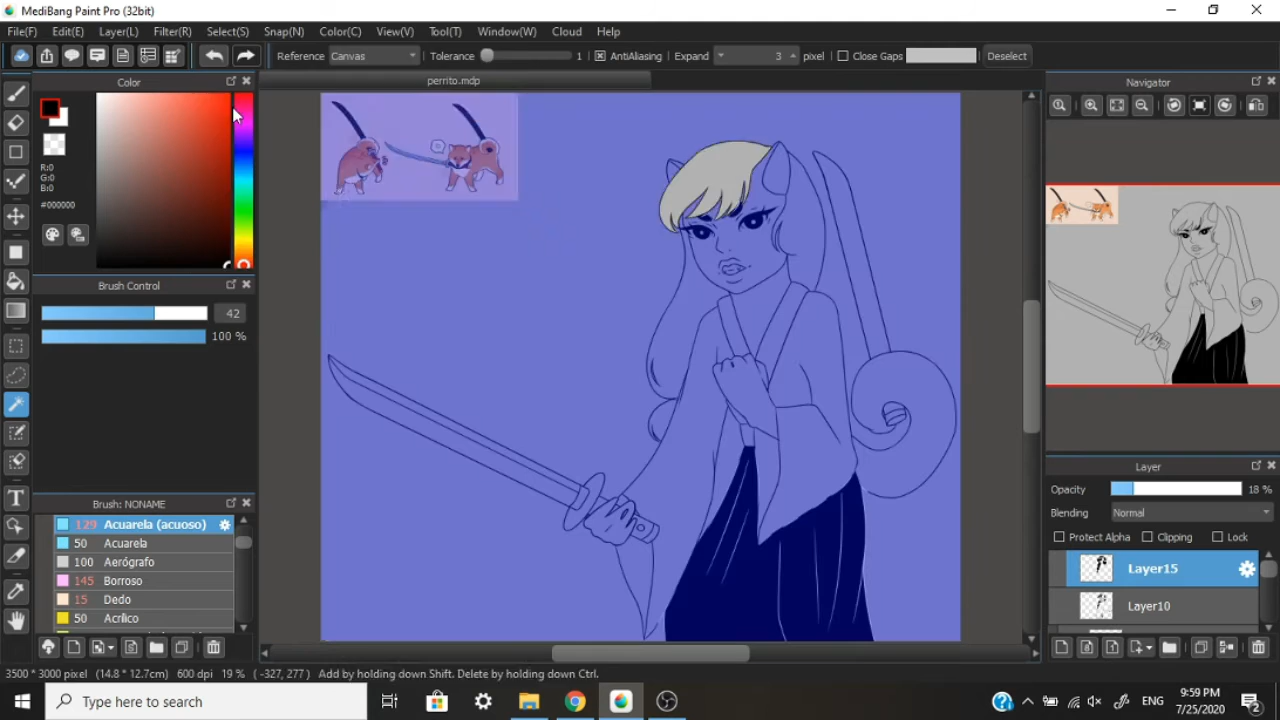 MediBang Paint Pro (32bit)
File(F) Edit(E) Layer(L) Filter(R) Select(S) Snap(N) Color(C) View(V) Tool(T) Window(W) Cloud Help
Reference Canvas Tolerance 1 AntiAliasing Expand 3 pixel Close Gaps Deselect
Color
perrito.mdp
Navigator
R:0
G:0
B:0
#000000
Brush Control
42
100 %
Layer
Opacity 18 %
Blending Normal
Protect Alpha Clipping Lock
Layer15
Layer10
Brush: NONAME
129 Acuarela (acuoso)
50 Acuarela
100 Aerógrafo
145 Borroso
15 Dedo
50 Acrílico
T
3500 * 3000 pixel (14.8 * 12.7cm) 600 dpi 19 % ( -327, 277 ) Add by holding down Shift. Delete by holding down Ctrl.
Type here to search
ENG
9:59 PM
7/25/2020
2